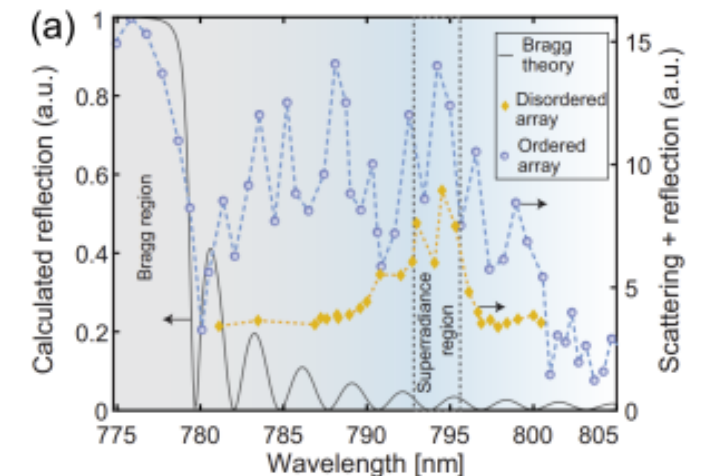 (a)
Calculated reflection (a.u.)
1
0.8
0.6
0.4
0.2
0
Bragg region
Superradiance
region
Bragg
theory
Disordered
array
Ordered
array
15
10
5
0
Scattering + reflection (a.u.)
775 780 785 790 795 800 805
Wavelength [nm]